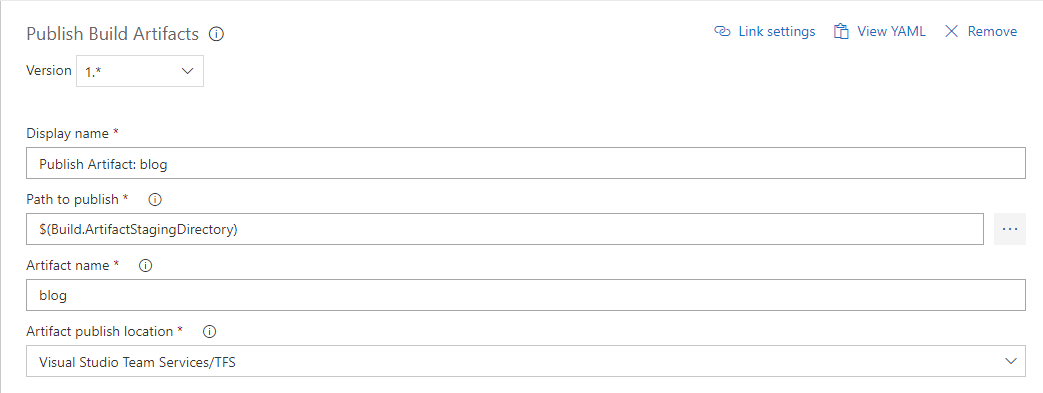 Publish Build Artifacts
Link settings View YAML Remove
Version 1.*
Display name *
Publish Artifact: blog
Path to publish *
$(Build.ArtifactStagingDirectory)
Artifact name *
blog
Artifact publish location *
Visual Studio Team Services/TFS